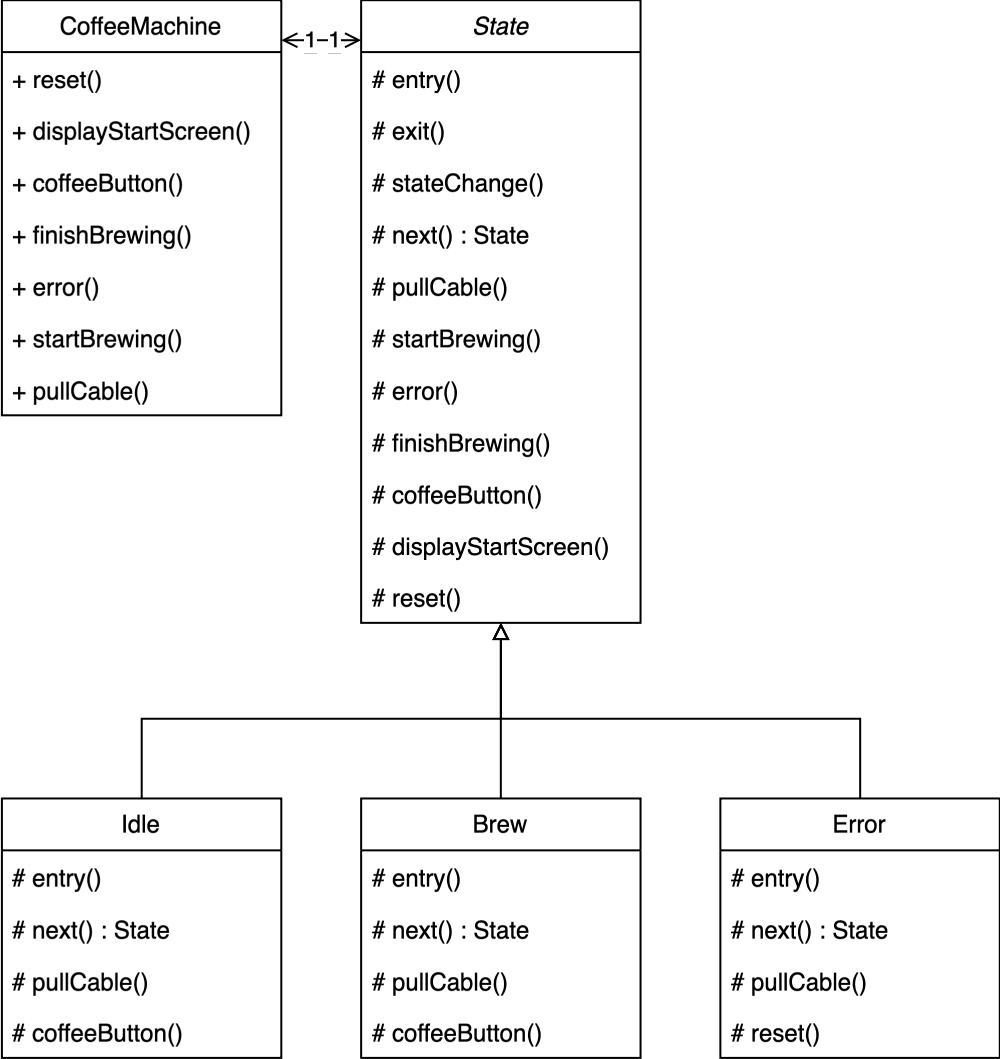 CoffeeMachine
+ reset()
+ displayStartScreen()
+ coffeeButton()
+ finishBrewing()
+ error()
+ startBrewing()
+ pullCable()
1
1
State
# entry()
# exit()
# stateChange()
# next() : State
# pullCable()
# startBrewing()
# error()
# finishBrewing()
# coffeeButton()
# displayStartScreen()
# reset()
Idle
# entry()
# next() : State
# pullCable()
# coffeeButton()
Brew
# entry()
# next() : State
# pullCable()
# coffeeButton()
Error
# entry()
# next() : State
# pullCable()
# reset()